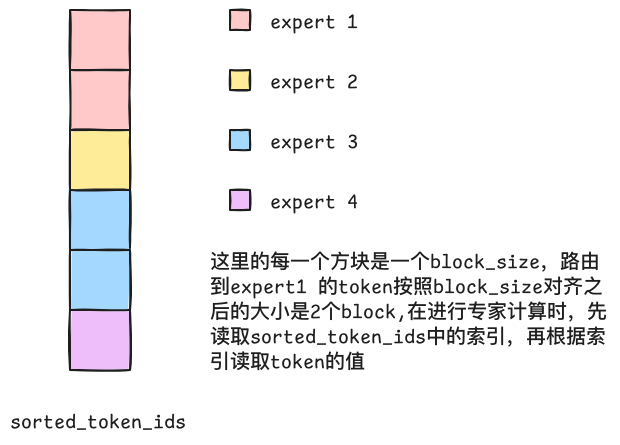 expert 1
expert 2
expert 3
expert 4
这里的每一个方块是一个block_size，路由
到expert1 的token按照block_size对齐之
后的大小是2个block,在进行专家计算时，先
读取sorted_token_ids中的索引，再根据索
引读取token的值
sorted_token_ids